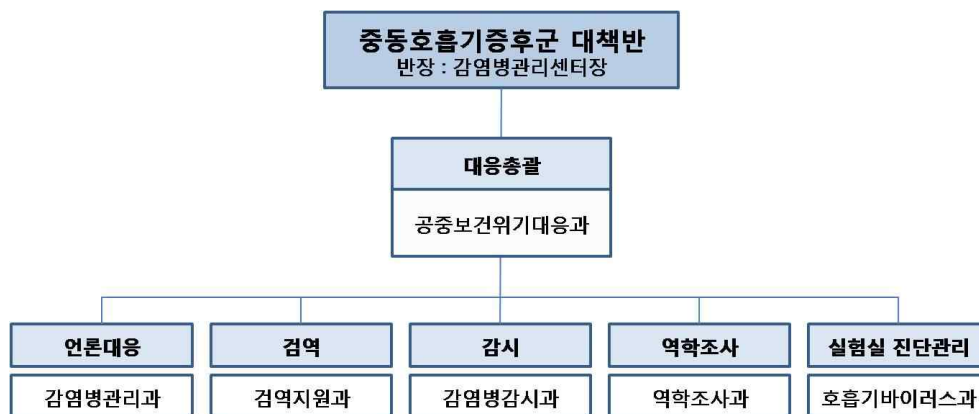 중동호흡기증후군 대책반
반장 : 감염병관리센터장
대응총괄
공중보건위기대응과
언론대응
검역
감시
역학조사
실험실 진단관리
감염병관리과
검역지원과
감염병감시과
역학조사과
호흡기바이러스과